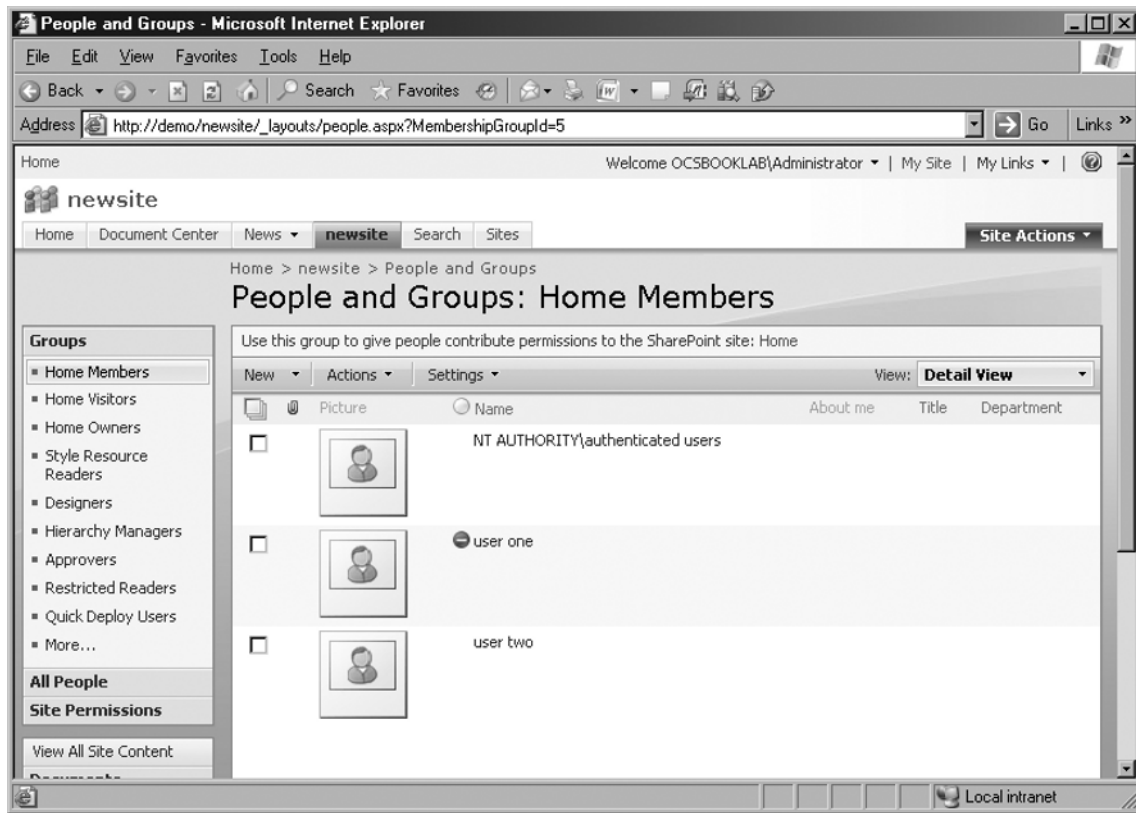 People and Groups - Microsoft Internet Explorer
File Edit View Favorites Tools Help
Back Search Favorites
Address http://demo/newsite/_layouts/people.aspx?MembershipGroupId=5 Go Links »
Home Welcome OCSBOOKLAB\Administrator | My Site | My Links |
newsite
Home Document Center News newsite Search Sites Site Actions
Home > newsite > People and Groups
People and Groups: Home Members
Groups
Home Members
Home Visitors
Home Owners
Style Resource
Readers
Designers
Hierarchy Managers
Approvers
Restricted Readers
Quick Deploy Users
More...
All People
Site Permissions
View All Site Content
Use this group to give people contribute permissions to the SharePoint site: Home
New Actions Settings View: Detail View
Picture Name About me Title Department
NT AUTHORITY\authenticated users
user one
user two
Local intranet